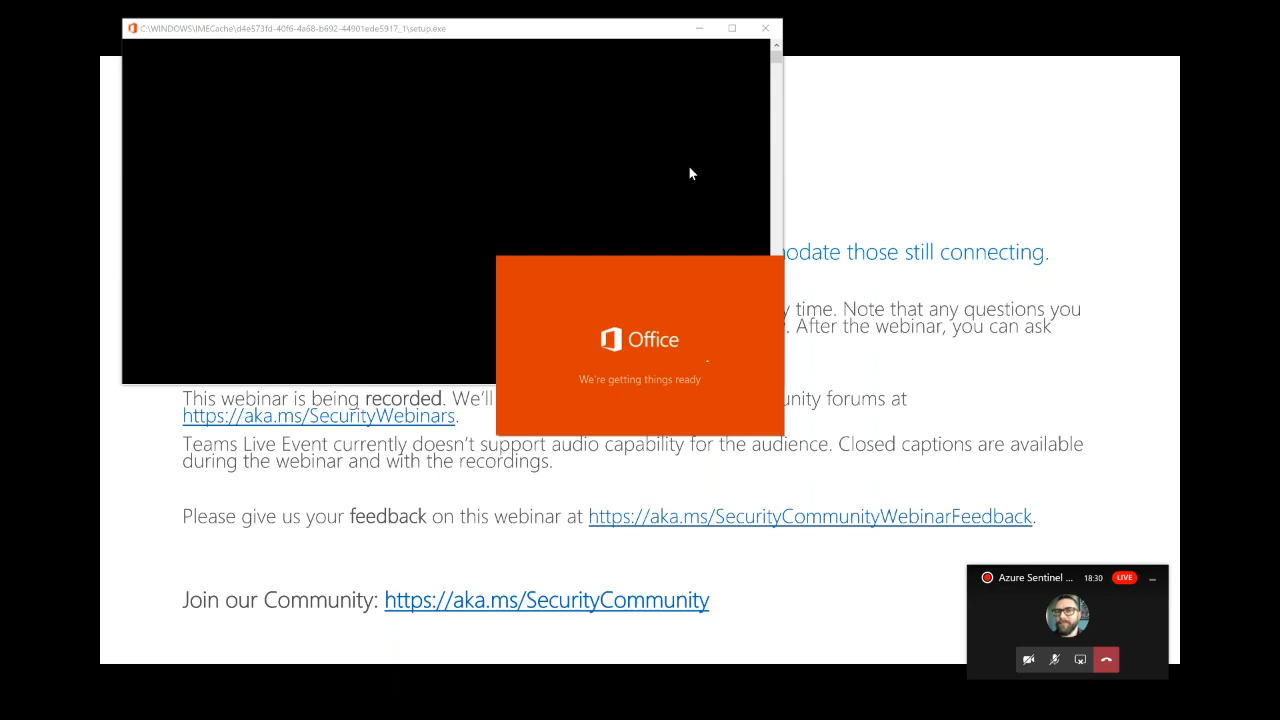 C:\WINDOWS\IMECache\d4e573fd-40f6-4a68-b692-44901ede5917_1\setup.exe
odate those still connecting.
y time. Note that any questions you
. After the webinar, you can ask
Office
We're getting things ready
This webinar is being recorded. We'll
unity forums at
https://aka.ms/SecurityWebinars.
Teams Live Event currently doesn't support audio capability for the audience. Closed captions are available
during the webinar and with the recordings.
Please give us your feedback on this webinar at https://aka.ms/SecurityCommunityWebinarFeedback.
Azure Sentinel ... 18:30 LIVE
Join our Community: https://aka.ms/SecurityCommunity